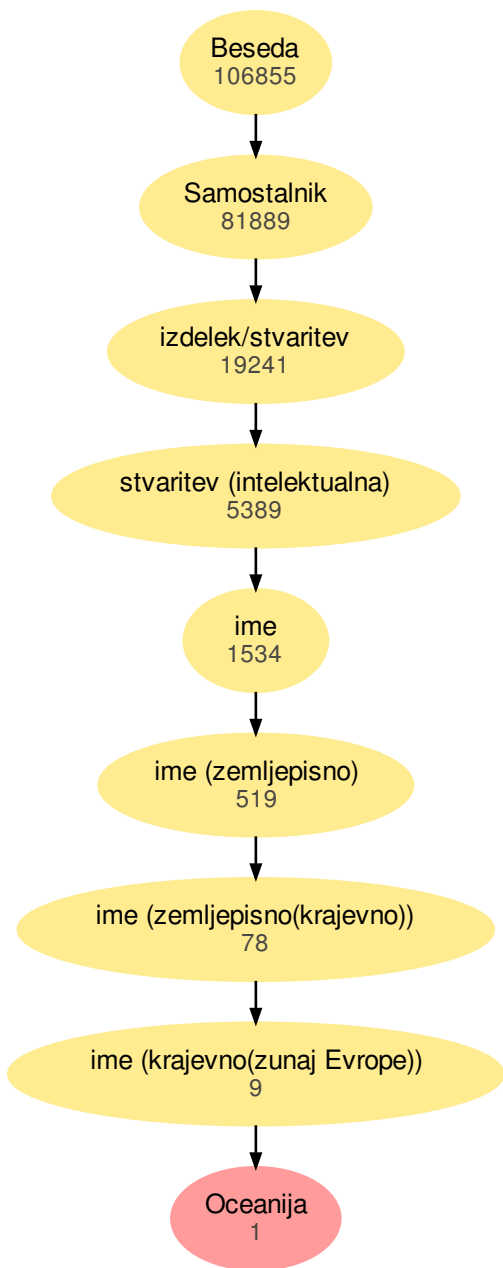 Beseda
106855
Samostalnik
81889
izdelek/stvaritev
19241
stvaritev (intelektualna)
5389
ime
1534
ime (zemljepisno)
519
ime (zemljepisno(krajevno))
78
ime (krajevno(zunaj Evrope))
9
Oceanija
1